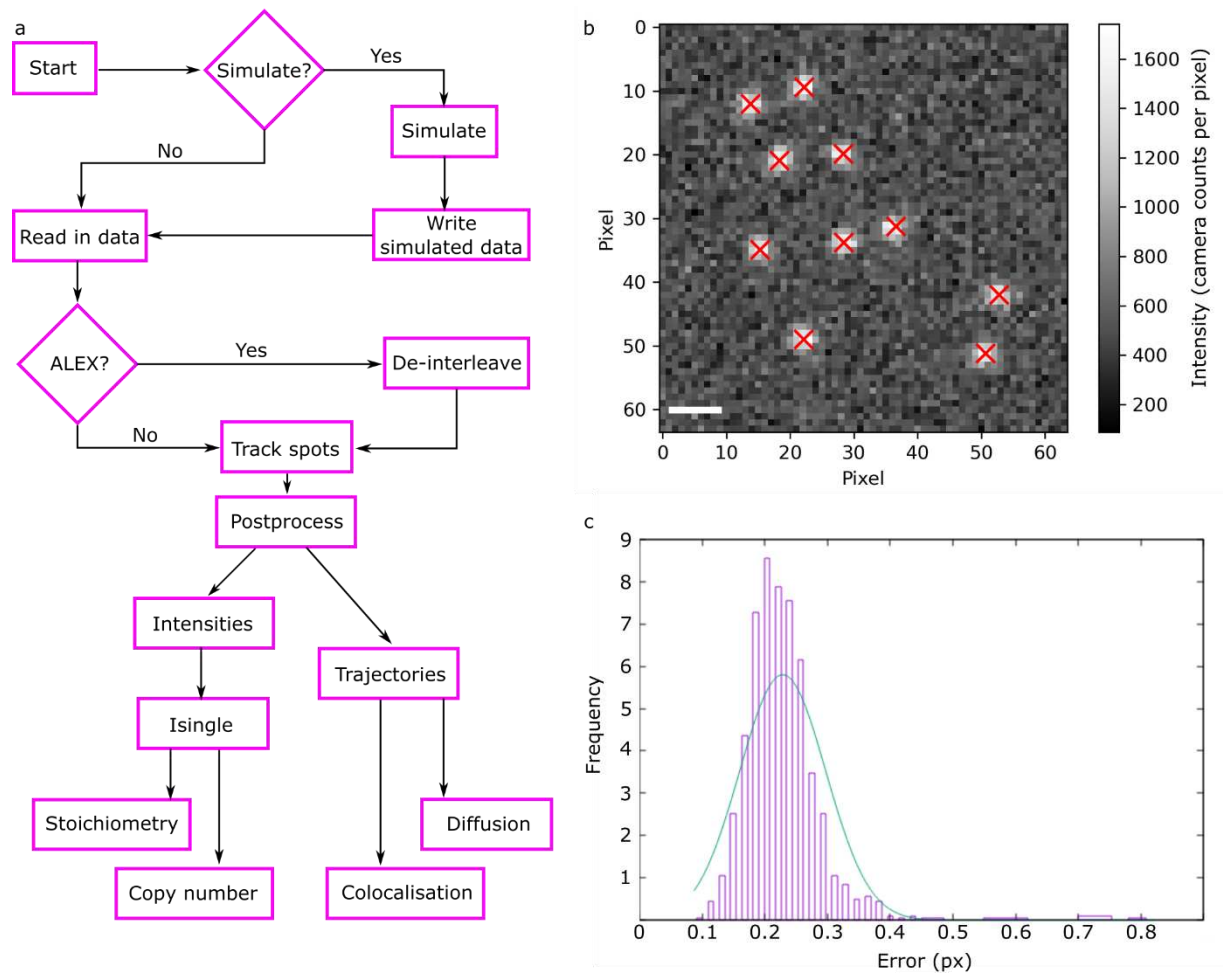 a
Start
Simulate?
Yes
Simulate
No
Read in data
Write
simulated data
ALEX?
Yes
De-interleave
No
Track spots
Postprocess
Intensities
Trajectories
Isingle
Stoichiometry
Diffusion
Copy number
Colocalisation
b
0
10
20
30
40
50
60
Pixel
0
10
20
30
40
50
60
Pixel
1600
1400
1200
1000
800
600
400
200
Intensity (camera counts per pixel)
c
9
8
7
6
5
4
3
2
1
Frequency
0
0.1
0.2
0.3
0.4
0.5
0.6
0.7
0.8
Error (px)